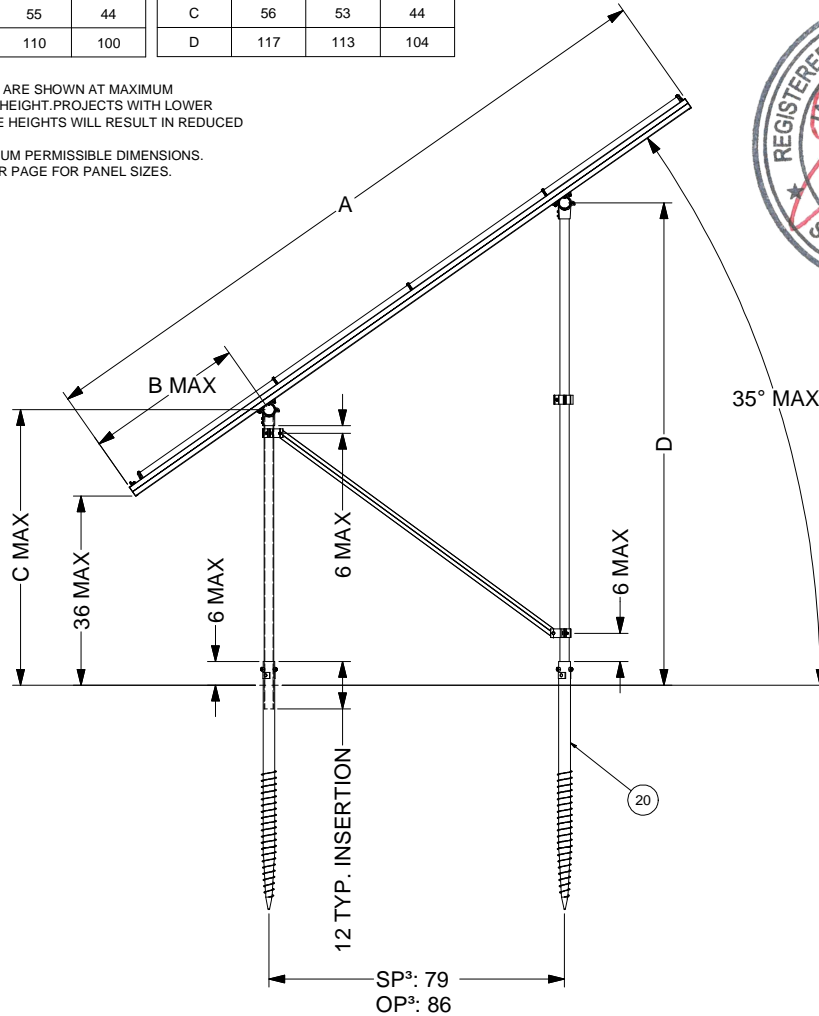 55 44
110 100
C 56 53 44
D 117 113 104
ARE SHOWN AT MAXIMUM
HEIGHT.PROJECTS WITH LOWER
HEIGHTS WILL RESULT IN REDUCED
PERMISSIBLE DIMENSIONS.
PAGE FOR PANEL SIZES.
REGISTERED
A
B MAX
35° MAX
D
C MAX
36 MAX
6 MAX
6 MAX
6 MAX
12 TYP. INSERTION
20
SP³: 79
OP³: 86